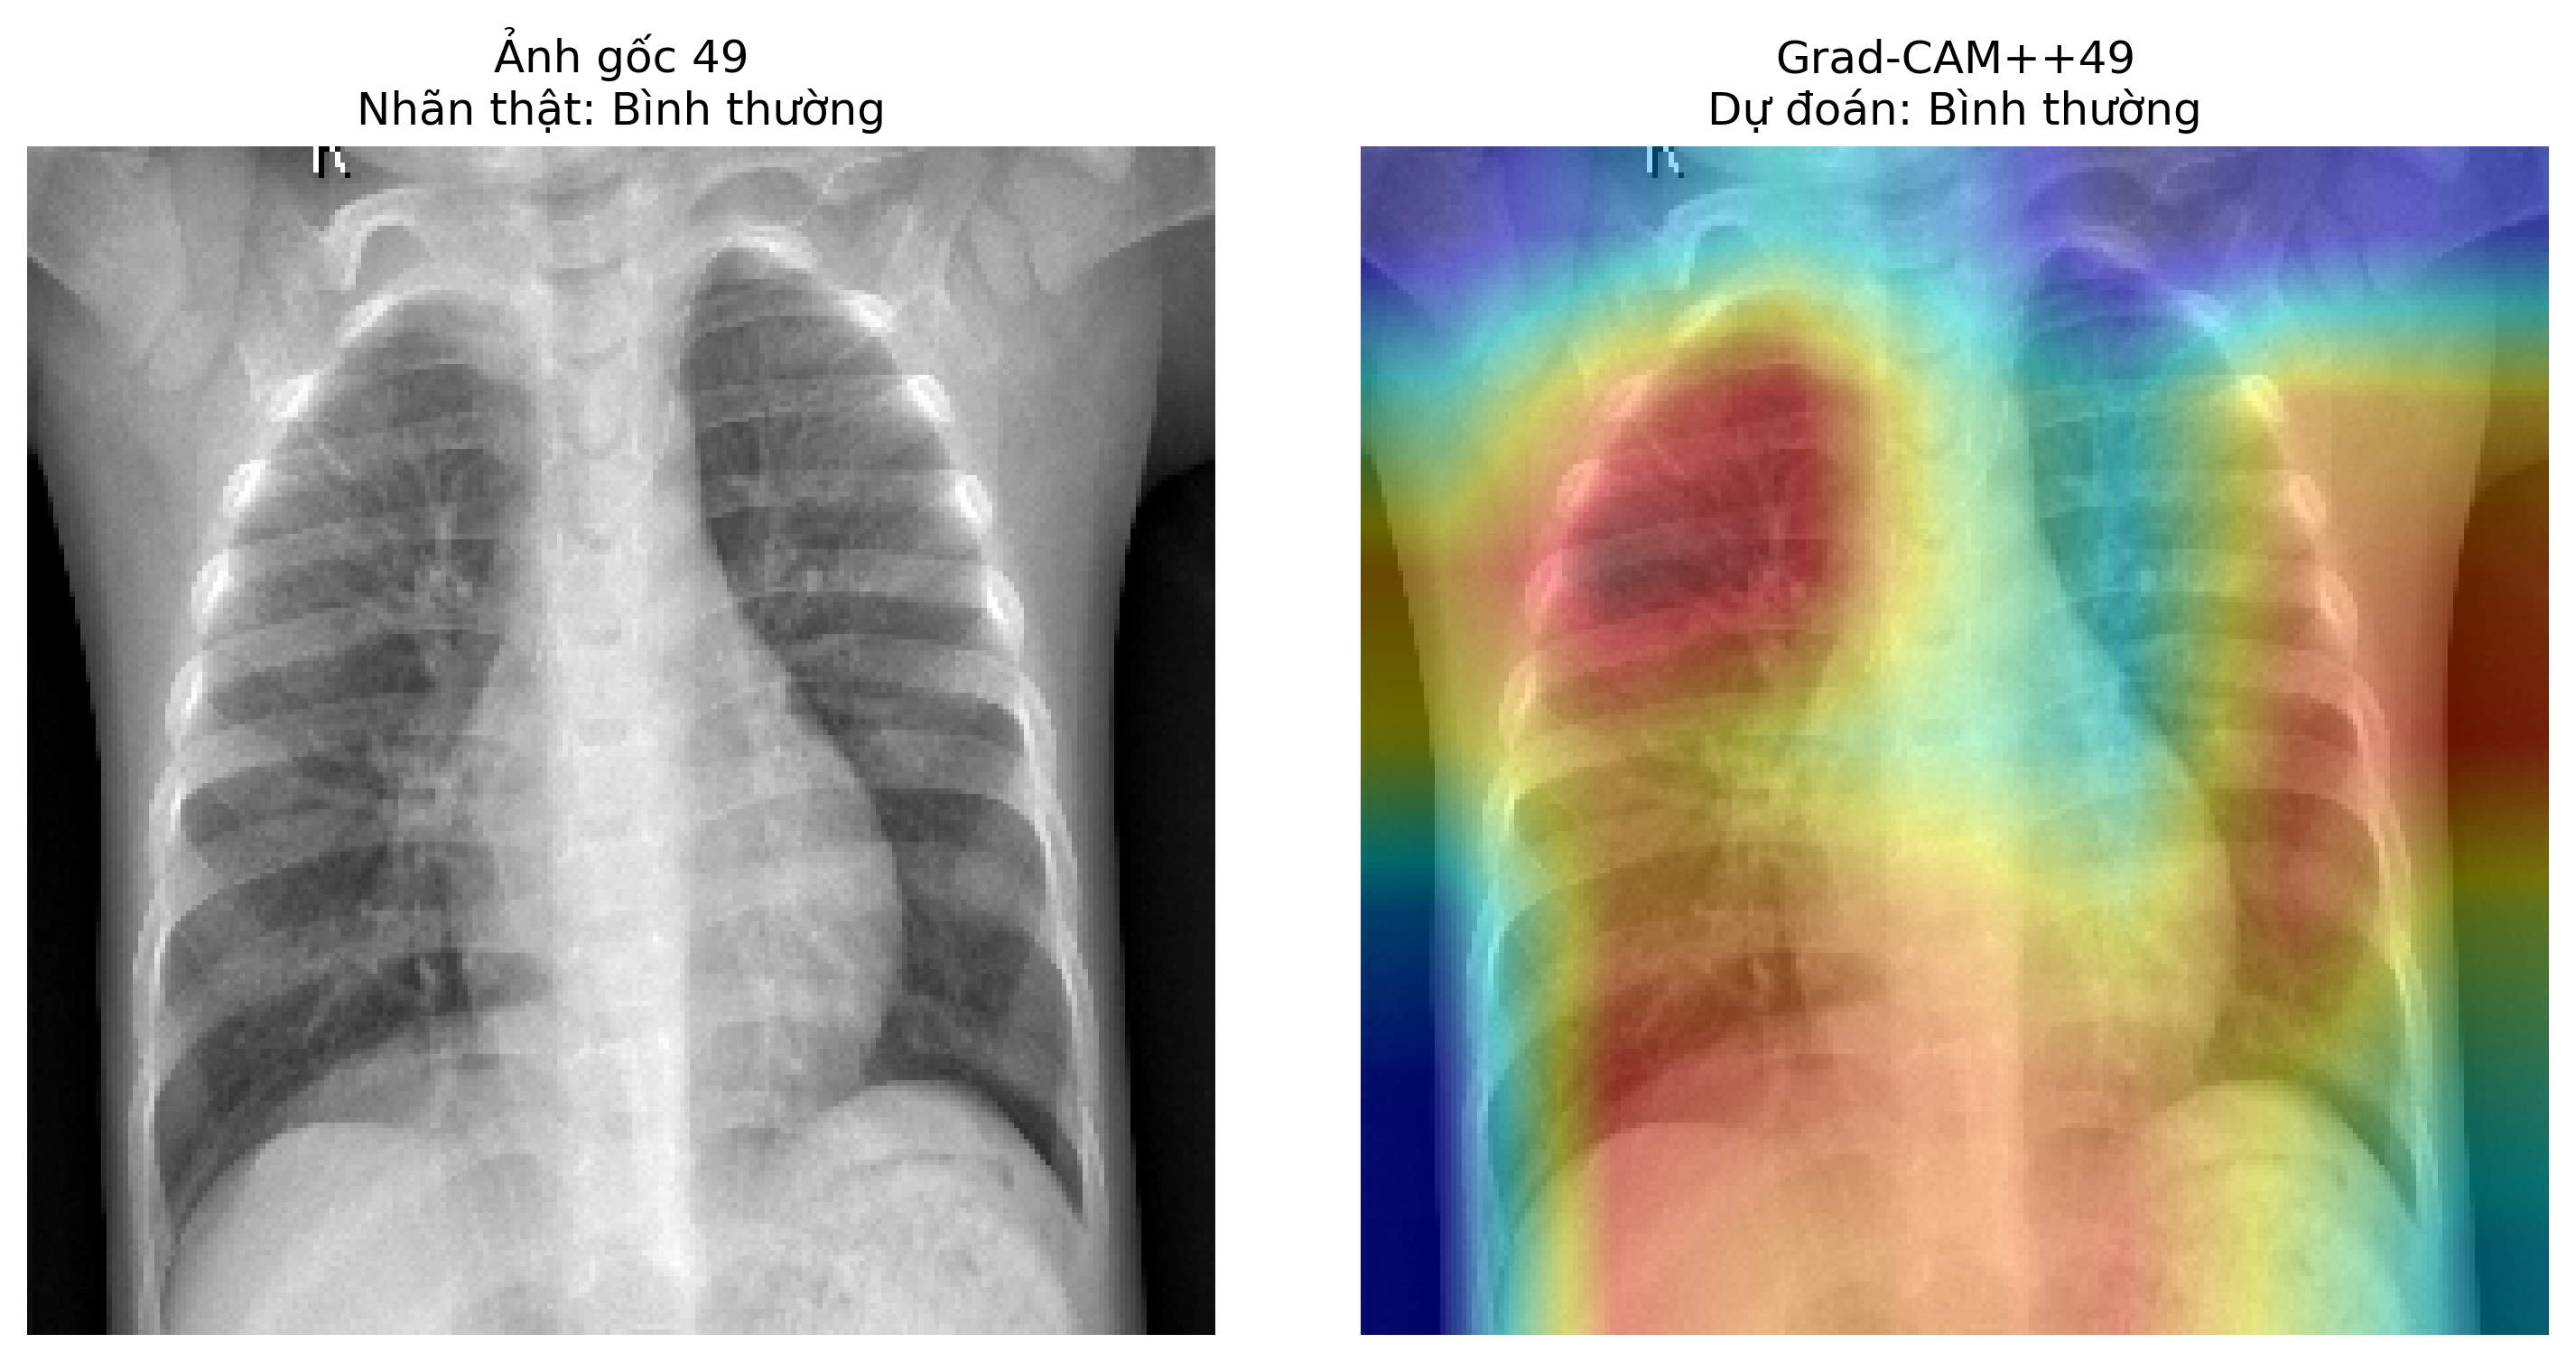 Ảnh gốc 49
Nhãn thật: Bình thường
Grad-CAM++49
Dự đoán: Bình thường
R